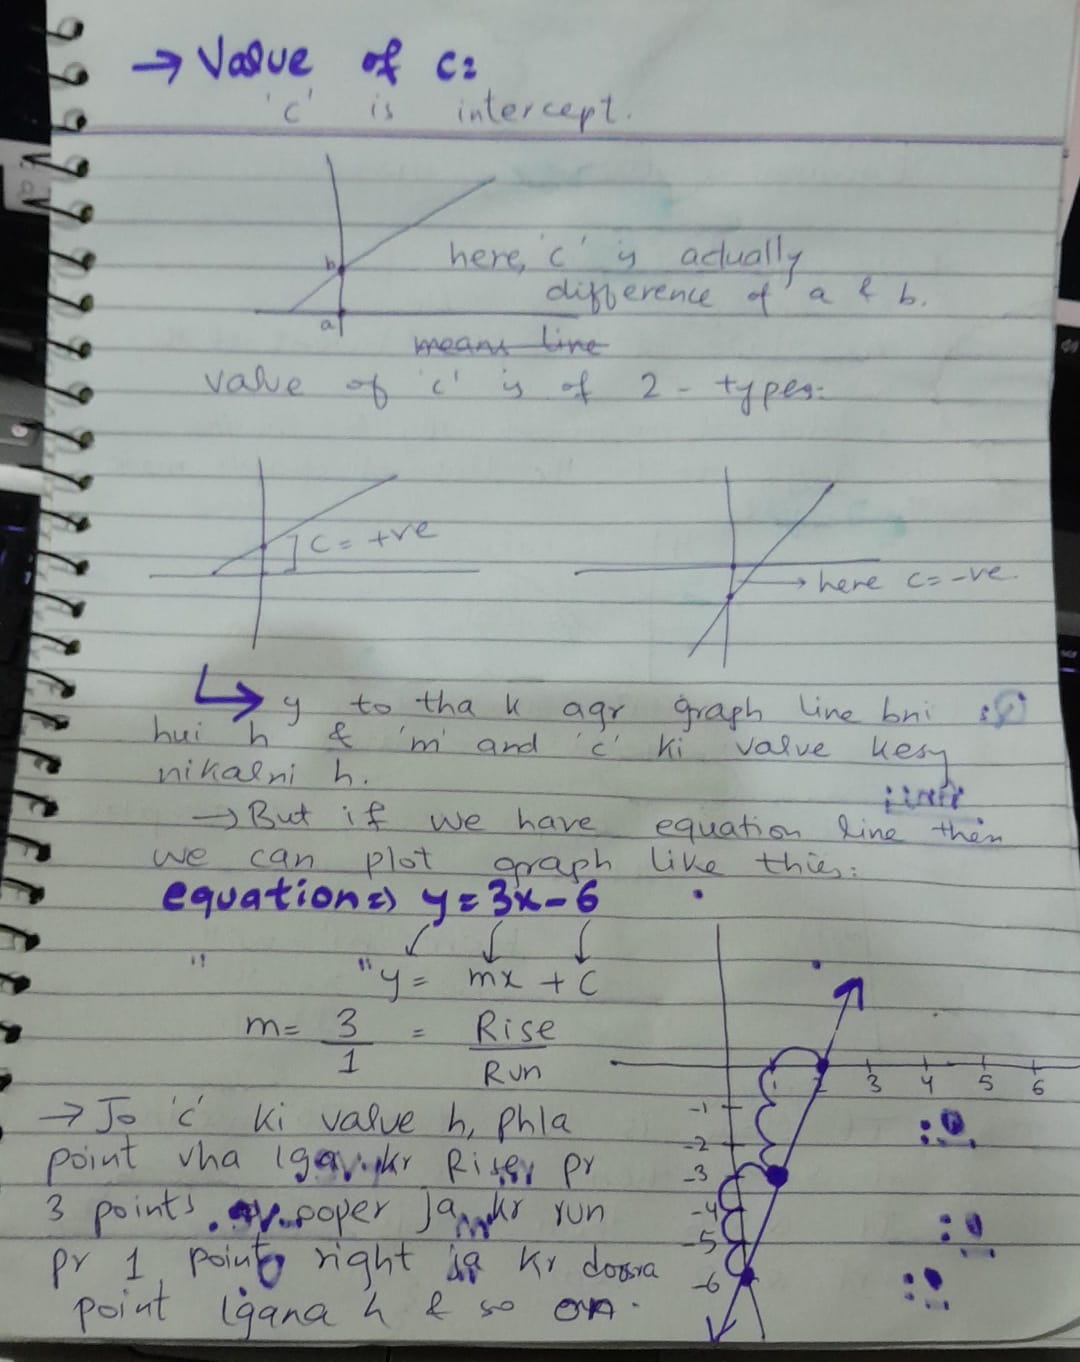 → Value of c:
'c' is intercept.
b
here, 'c' is actually
difference of a & b.
a
means line
value of 'c' is of 2 - types:
C = +ve
→ here c = -ve
↳ y to tha k agr graph line bni
hui h & 'm' and 'c' ki value kesy
nikalni h.
→ But if we have equation line then
we can plot graph like this:
equation => y = 3x - 6
"y = mx + C
m = 3/1 = Rise/Run
2 3 4 5 6
-1
-2
-3
-4
-5
-6
→ Jo 'c' ki value h, phla
point vha lga kr Rise pr
3 points ooper ja kr run
pr 1 point right ja kr dosra
point lgana h & so on.